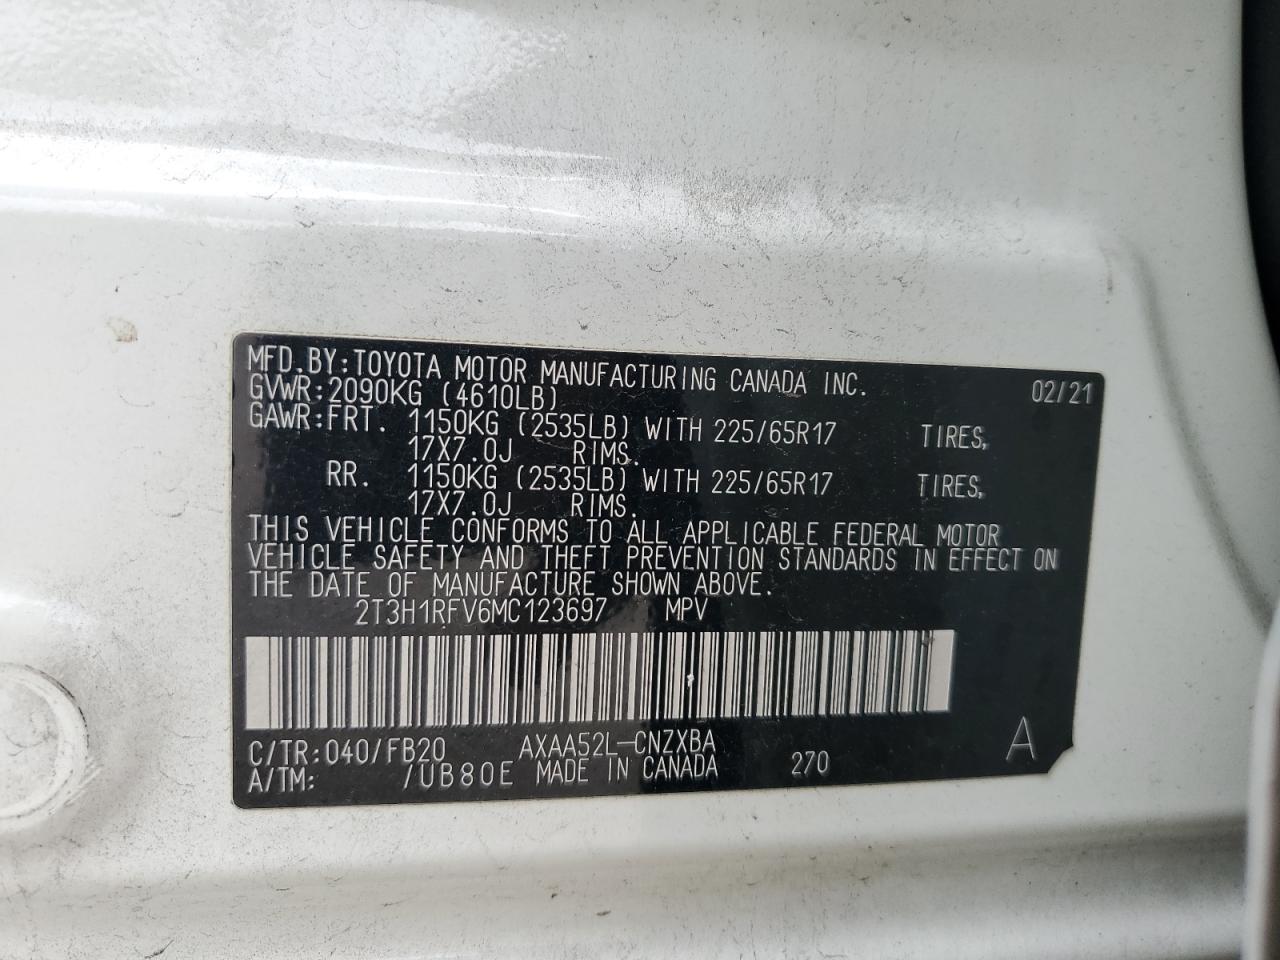 MFD.BY:TOYOTA MOTOR MANUFACTURING CANADA INC. 02/21
GVWR:2090KG (4610LB)
GAWR:FRT. 1150KG (2535LB) WITH 225/65R17 TIRES,
17X7.0J RIMS.
RR. 1150KG (2535LB) WITH 225/65R17 TIRES,
17X7.0J RIMS.
THIS VEHICLE CONFORMS TO ALL APPLICABLE FEDERAL MOTOR
VEHICLE SAFETY AND THEFT PREVENTION STANDARDS IN EFFECT ON
THE DATE OF MANUFACTURE SHOWN ABOVE.
2T3H1RFV6MC123697 MPV
C/TR:040/FB20 AXAA52L-CNZXBA A
A/TM: /UB80E MADE IN CANADA 270